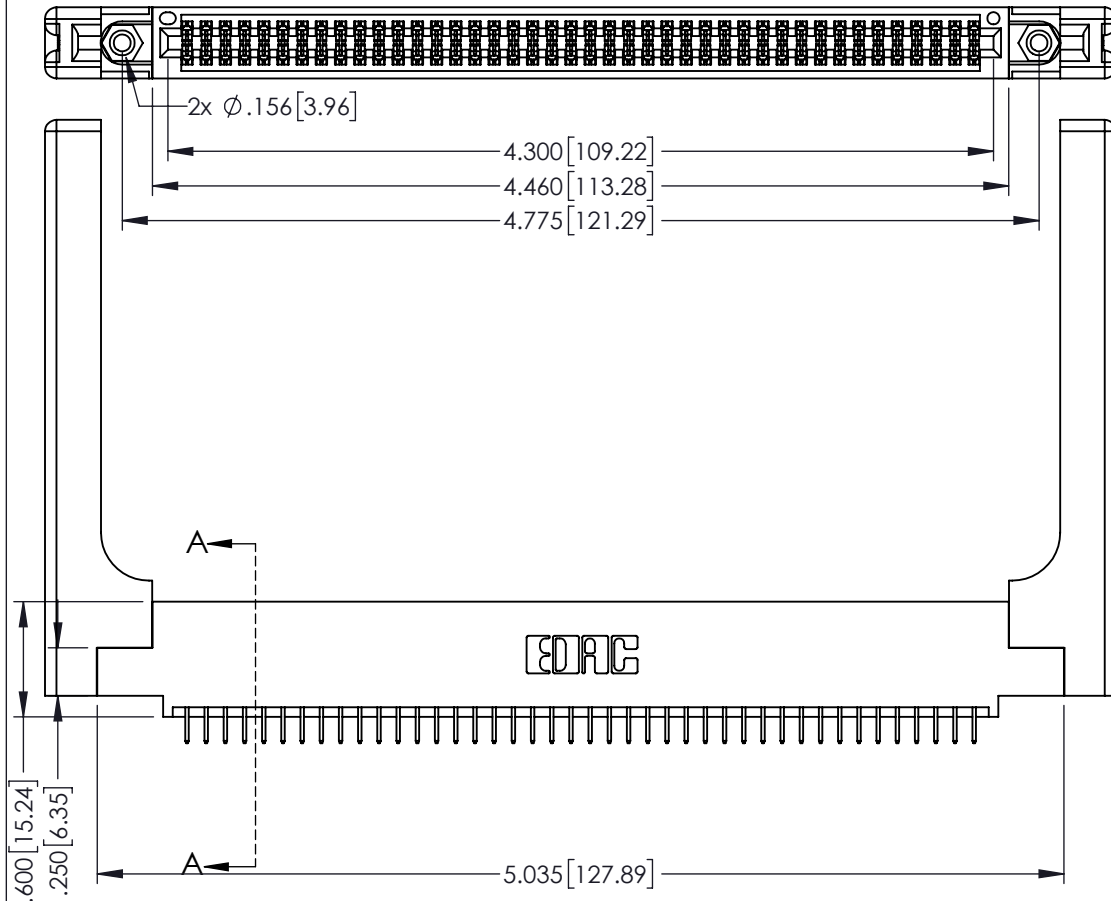 2x ∅ .156[3.96]
4.300[109.22]
4.460[113.28]
4.775[121.29]
A
EDAC
.600[15.24]
.250[6.35]
A
5.035[127.89]